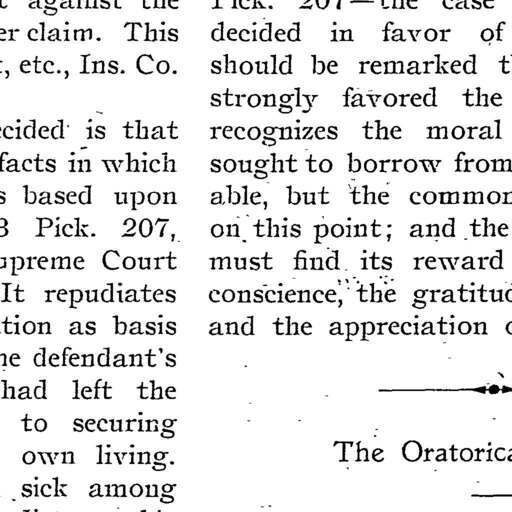 against the
er claim. This
, etc., Ins. Co.
ecided is that
facts in which
s based upon
3 Pick. 207,
upreme Court
It repudiates
tion as basis
he defendant's
had left the
to securing
own living.
sick among
Pick. 207—the case
decided in favor of
should be remarked
strongly favored the
recognizes the moral
sought to borrow from
able, but the common
on this point; and the
must find its reward
conscience, the gratitud
and the appreciation
The Oratorica